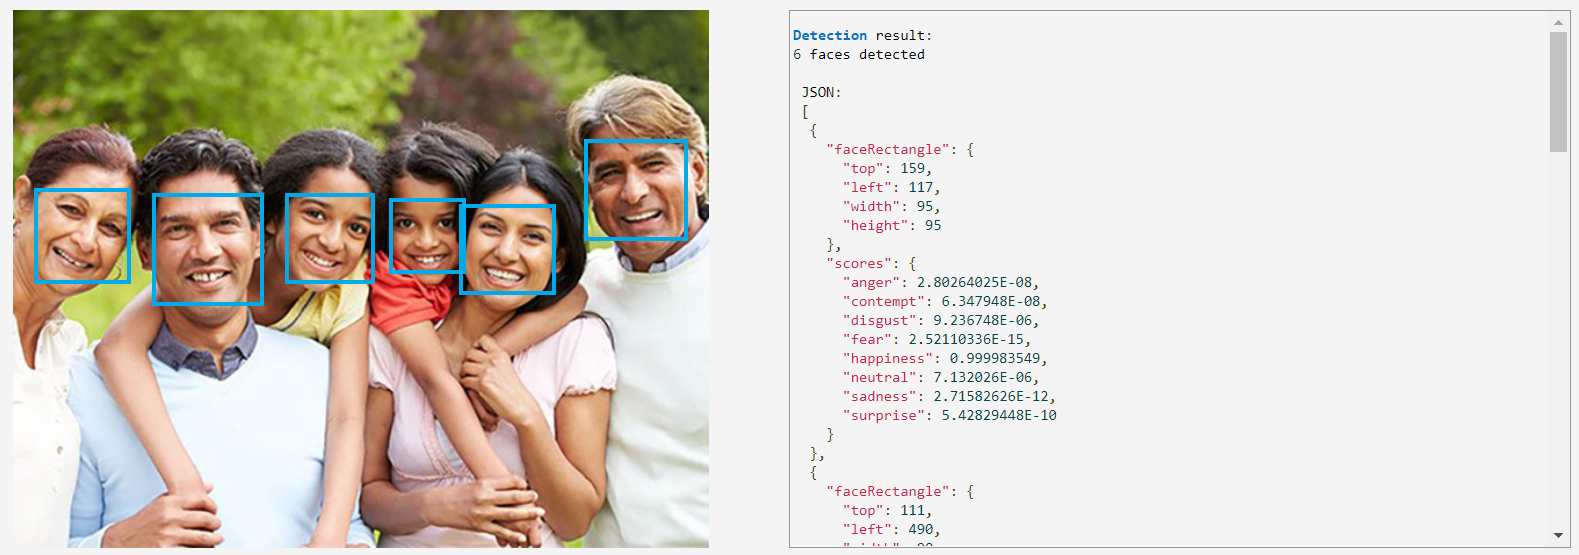 Detection result:
6 faces detected
JSON:
[
{
"faceRectangle": {
"top": 159,
"left": 117,
"width": 95,
"height": 95
},
"scores": {
"anger": 2.80264025E-08,
"contempt": 6.347948E-08,
"disgust": 9.236748E-06,
"fear": 2.52110336E-15,
"happiness": 0.999983549,
"neutral": 7.132026E-06,
"sadness": 2.71582626E-12,
"surprise": 5.42829448E-10
}
},
{
"faceRectangle": {
"top": 111,
"left": 490,